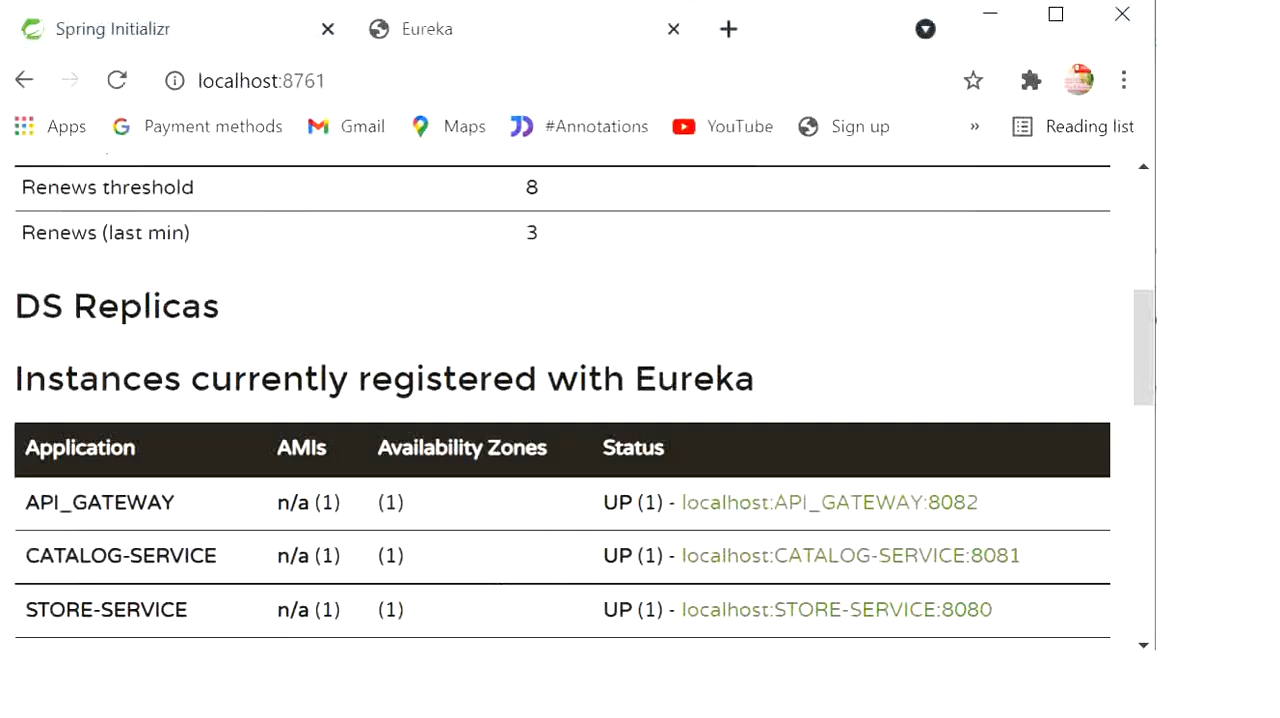 Spring Initializr Eureka
localhost:8761
Apps Payment methods Gmail Maps #Annotations YouTube Sign up » Reading list
Renews threshold 8
Renews (last min) 3
DS Replicas
Instances currently registered with Eureka
Application AMIs Availability Zones Status
API_GATEWAY n/a (1) (1) UP (1) - localhost:API_GATEWAY:8082
CATALOG-SERVICE n/a (1) (1) UP (1) - localhost:CATALOG-SERVICE:8081
STORE-SERVICE n/a (1) (1) UP (1) - localhost:STORE-SERVICE:8080